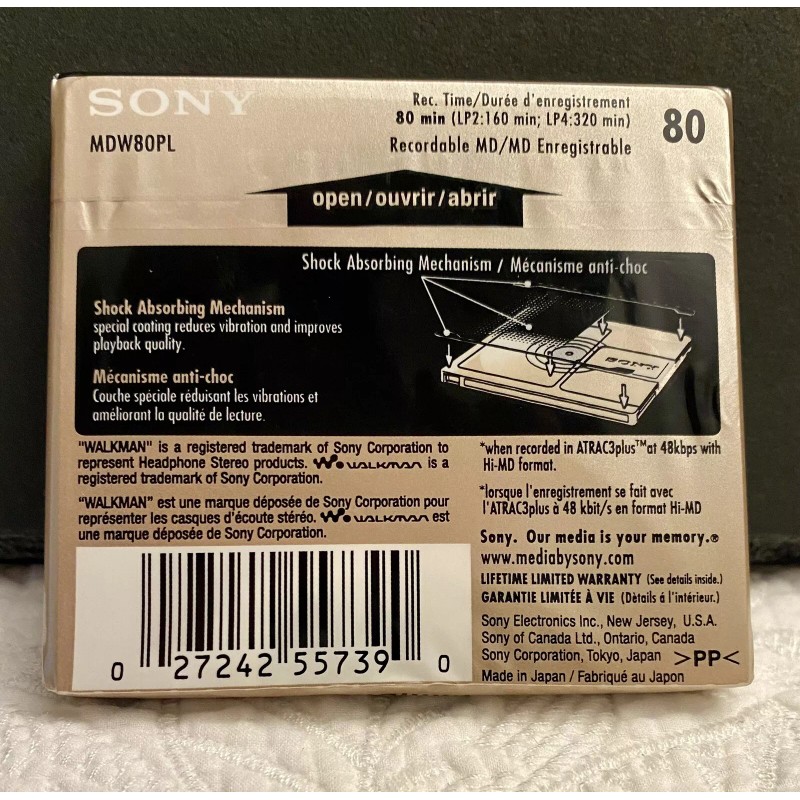 SONY
MDW80PL
Rec. Time/Durée d'enregistrement
80 min (LP2:160 min; LP4:320 min)
Recordable MD/MD Enregistrable
80
open/ouvrir/abrir
Shock Absorbing Mechanism / Mécanisme anti-choc
Shock Absorbing Mechanism
special coating reduces vibration and improves
playback quality.
Mécanisme anti-choc
Couche spéciale réduisant les vibrations et
améliorant la qualité de lecture.
SONY
"WALKMAN" is a registered trademark of Sony Corporation to
represent Headphone Stereo products. W. WALKMAN is a
registered trademark of Sony Corporation.
"WALKMAN" est une marque déposée de Sony Corporation pour
représenter les casques d'écoute stéréo. W. WALKMAN est
une marque déposée de Sony Corporation.
*when recorded in ATRAC3plus™at 48kbps with
Hi-MD format.
*lorsque l'enregistrement se fait avec
l'ATRAC3plus à 48 kbit/s en format Hi-MD
Sony. Our media is your memory.®
www.mediabysony.com
LIFETIME LIMITED WARRANTY (See details inside.)
GARANTIE LIMITÉE À VIE (Dètails á l'intérieur.)
Sony Electronics Inc., New Jersey, U.S.A.
Sony of Canada Ltd., Ontario, Canada
Sony Corporation, Tokyo, Japan >PP<
Made in Japan / Fabriqué au Japon
0 27242 55739 0